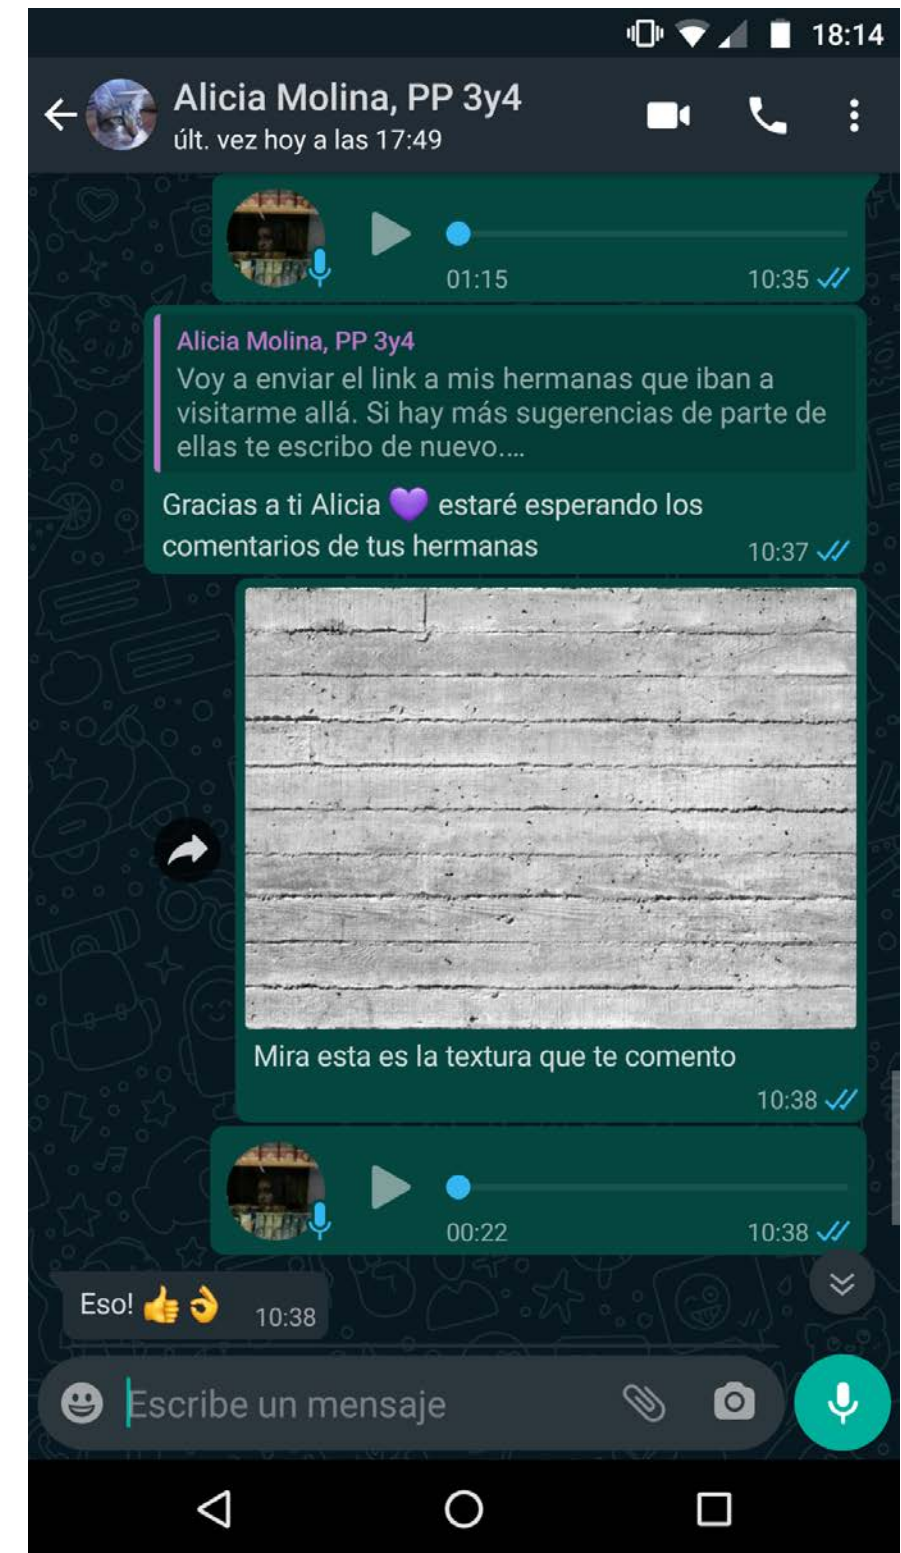 18:14
Alicia Molina, PP 3y4
últ. vez hoy a las 17:49
01:15
10:35
Alicia Molina, PP 3y4
Voy a enviar el link a mis hermanas que iban a
visitarme allá. Si hay más sugerencias de parte de
ellas te escribo de nuevo....
Gracias a ti Alicia 💜 estaré esperando los
comentarios de tus hermanas
10:37
Mira esta es la textura que te comento
10:38
00:22
10:38
Eso! 👍👌 10:38
Escribe un mensaje